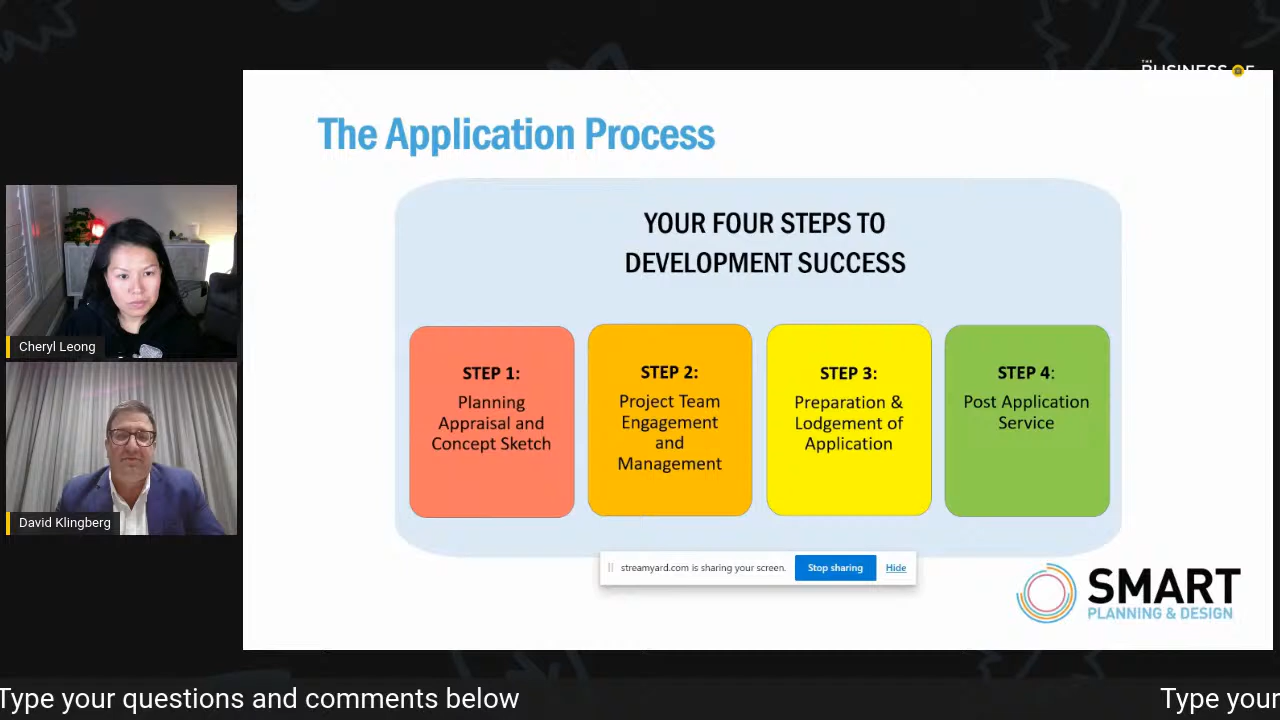 THE
BUSINESS OF
The Application Process
YOUR FOUR STEPS TO
DEVELOPMENT SUCCESS
STEP 1:
Planning
Appraisal and
Concept Sketch
STEP 2:
Project Team
Engagement
and
Management
STEP 3:
Preparation &
Lodgement of
Application
STEP 4:
Post Application
Service
Cheryl Leong
David Klingberg
streamyard.com is sharing your screen.
Stop sharing
Hide
SMART
PLANNING & DESIGN
Type your questions and comments below
Type your